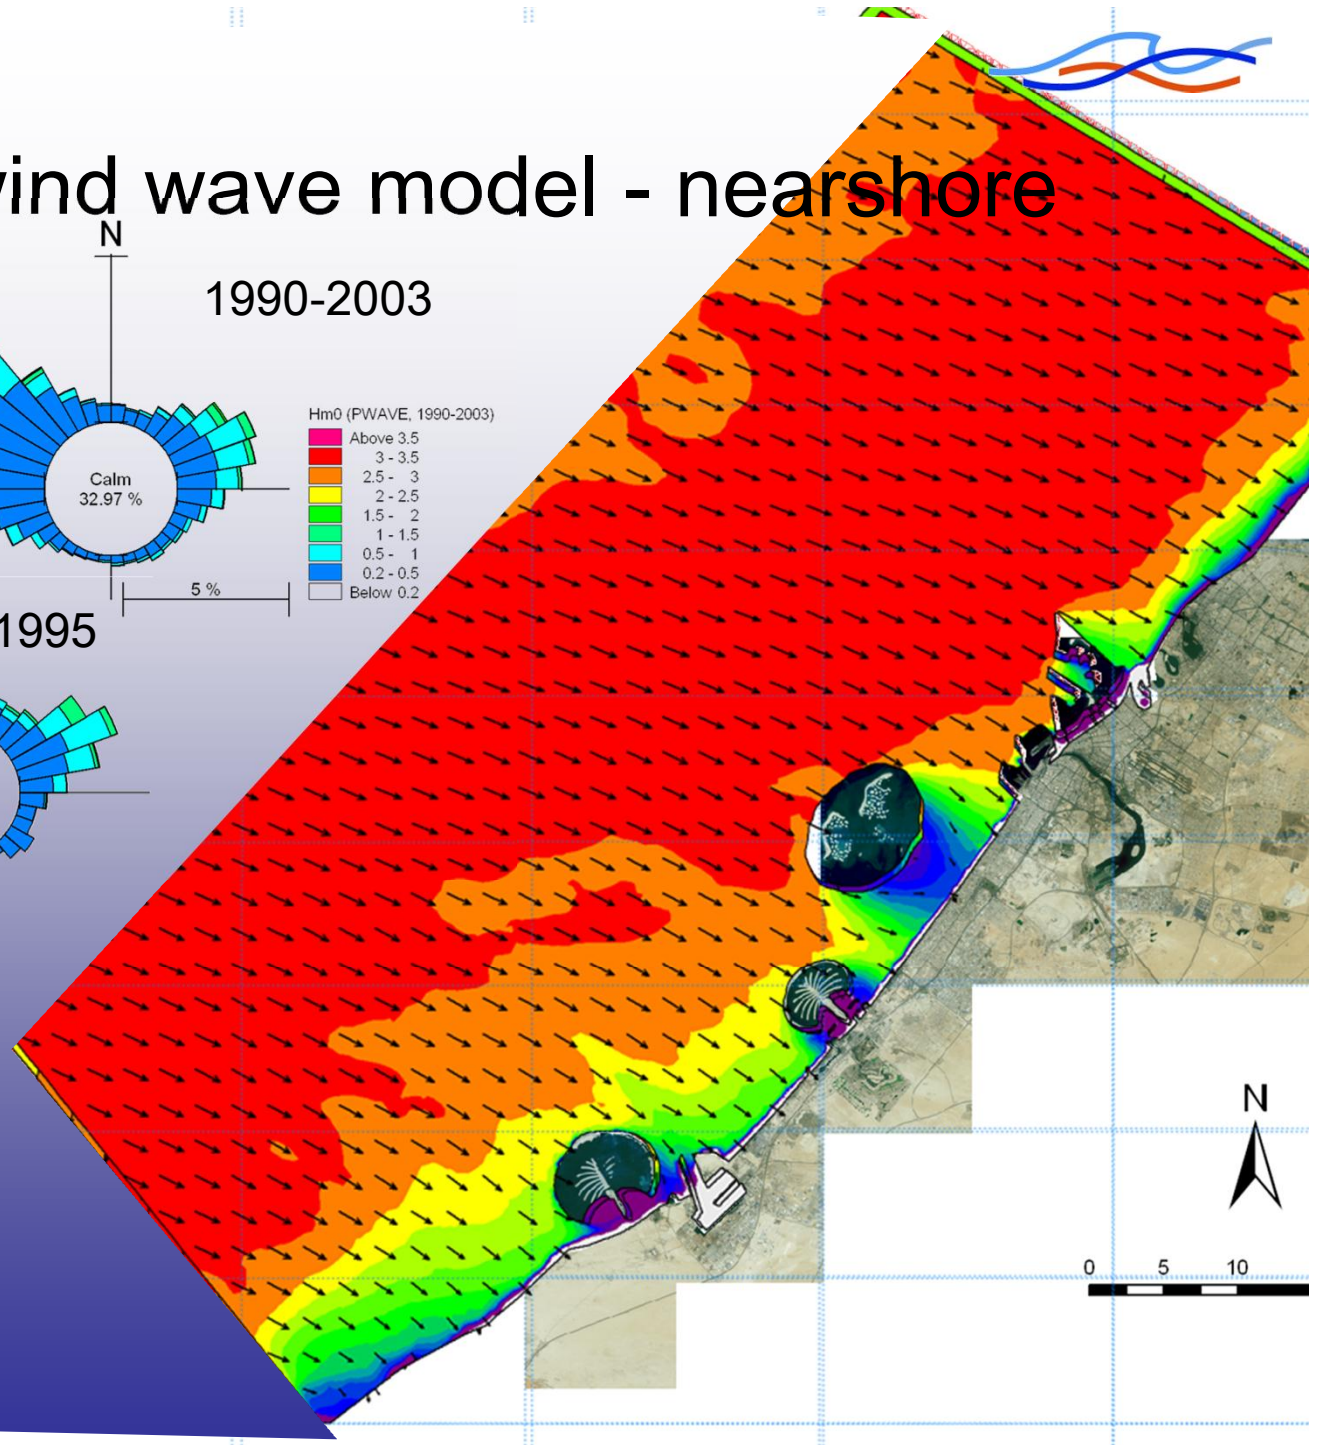 wind wave model - nearshore
N
1990-2003
Hm0 (PWAVE, 1990-2003)
Above 3.5
3 - 3.5
2.5 - 3
2 - 2.5
1.5 - 2
1 - 1.5
0.5 - 1
0.2 - 0.5
Below 0.2
Calm
32.97 %
5 %
1995
N
0 5 10